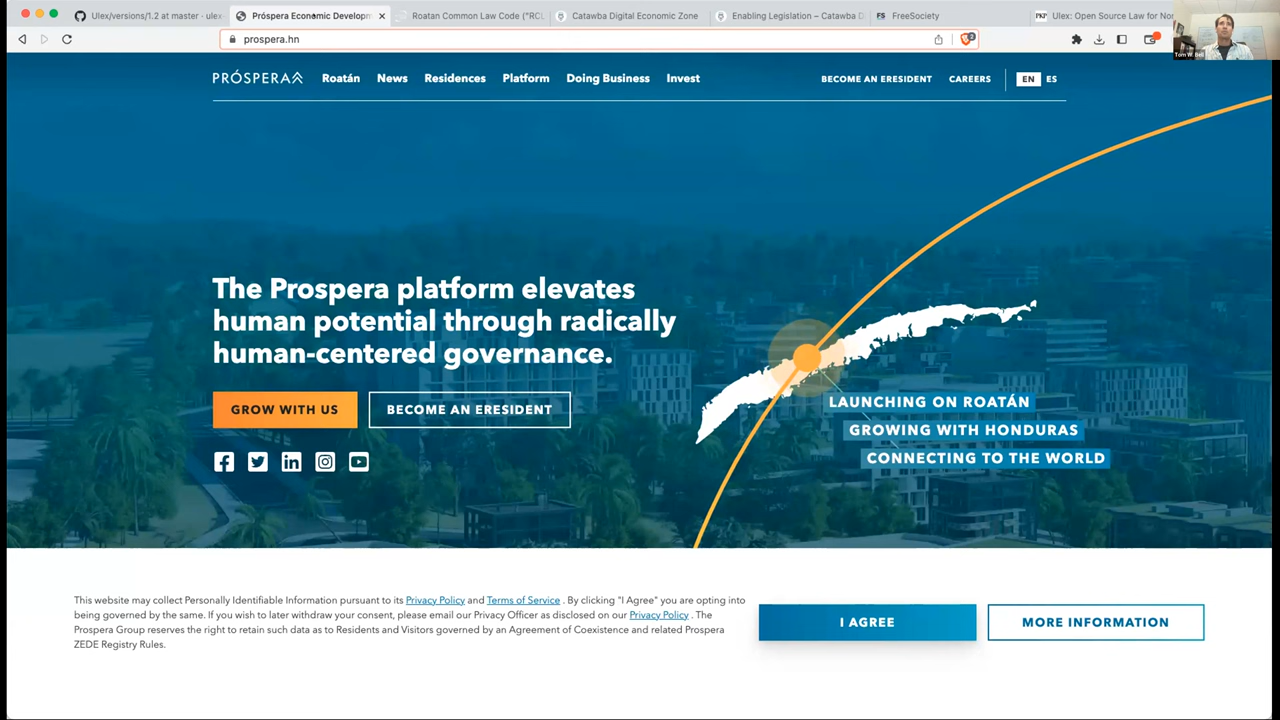 Ulex/versions/1.2 at master · ulex-
Próspera Economic Developm
Roatan Common Law Code ("RCL
Catawba Digital Economic Zone
Enabling Legislation – Catawba D
FS FreeSociety
PKP Ulex: Open Source Law for No
prospera.hn
2
Tom W. Bell
PRÓSPERA
Roatán
News
Residences
Platform
Doing Business
Invest
BECOME AN ERESIDENT
CAREERS
EN
ES
The Prospera platform elevates
human potential through radically
human-centered governance.
GROW WITH US
BECOME AN ERESIDENT
LAUNCHING ON ROATÁN
GROWING WITH HONDURAS
CONNECTING TO THE WORLD
This website may collect Personally Identifiable Information pursuant to its Privacy Policy and Terms of Service . By clicking "I Agree" you are opting into
being governed by the same. If you wish to later withdraw your consent, please email our Privacy Officer as disclosed on our Privacy Policy . The
Prospera Group reserves the right to retain such data as to Residents and Visitors governed by an Agreement of Coexistence and related Prospera
ZEDE Registry Rules.
I AGREE
MORE INFORMATION